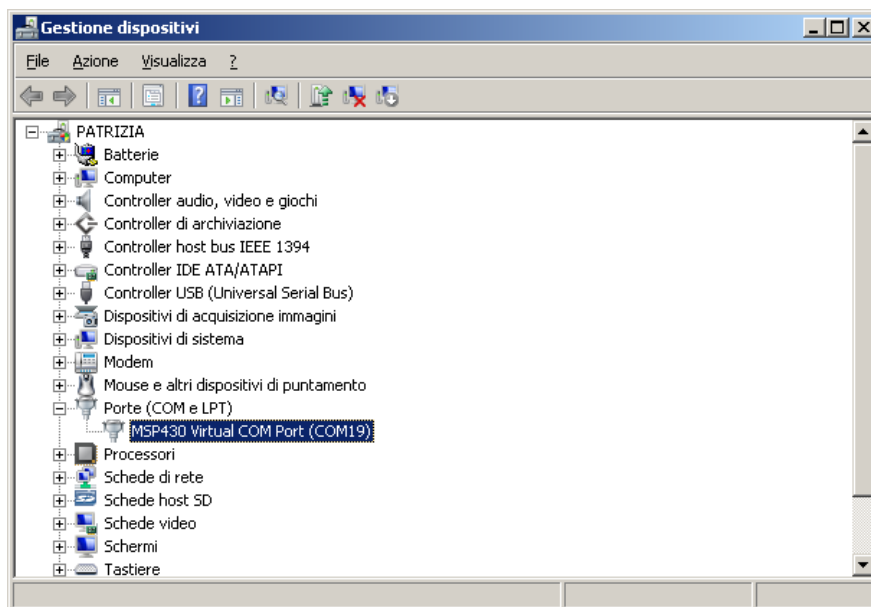 Gestione dispositivi
File Azione Visualizza ?
PATRIZIA
Batterie
Computer
Controller audio, video e giochi
Controller di archiviazione
Controller host bus IEEE 1394
Controller IDE ATA/ATAPI
Controller USB (Universal Serial Bus)
Dispositivi di acquisizione immagini
Dispositivi di sistema
Modem
Mouse e altri dispositivi di puntamento
Porte (COM e LPT)
MSP430 Virtual COM Port (COM19)
Processori
Schede di rete
Schede host SD
Schede video
Schermi
Tastiere